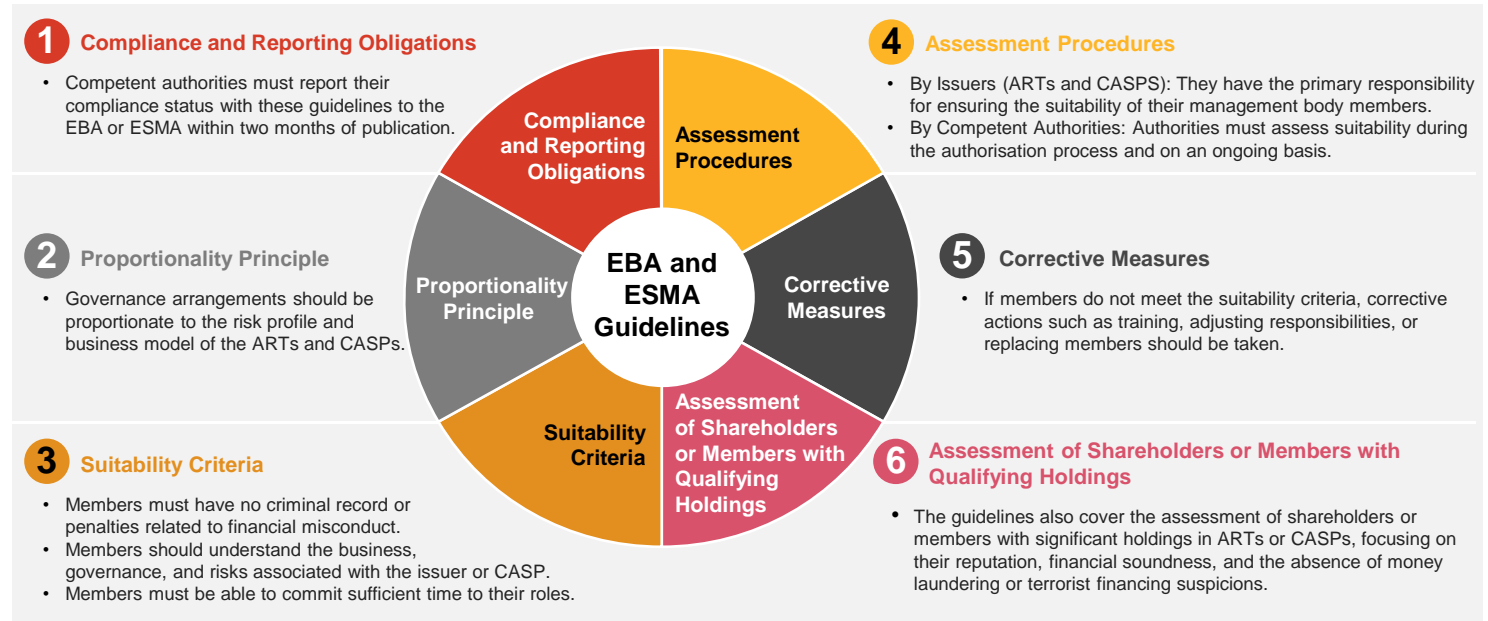 1 Compliance and Reporting Obligations
• Competent authorities must report their
compliance status with these guidelines to the
EBA or ESMA within two months of publication.
2 Proportionality Principle
• Governance arrangements should be
proportionate to the risk profile and
business model of the ARTs and CASPs.
3 Suitability Criteria
• Members must have no criminal record or
penalties related to financial misconduct.
• Members should understand the business,
governance, and risks associated with the issuer or CASP.
• Members must be able to commit sufficient time to their roles.
Compliance
and Reporting
Obligations
Assessment
Procedures
Proportionality
Principle
EBA and
ESMA
Guidelines
Corrective
Measures
Suitability
Criteria
Assessment
of Shareholders
or Members with
Qualifying
Holdings
4 Assessment Procedures
• By Issuers (ARTs and CASPS): They have the primary responsibility
for ensuring the suitability of their management body members.
• By Competent Authorities: Authorities must assess suitability during
the authorisation process and on an ongoing basis.
5 Corrective Measures
• If members do not meet the suitability criteria, corrective
actions such as training, adjusting responsibilities, or
replacing members should be taken.
6 Assessment of Shareholders or Members with
Qualifying Holdings
• The guidelines also cover the assessment of shareholders or
members with significant holdings in ARTs or CASPs, focusing on
their reputation, financial soundness, and the absence of money
laundering or terrorist financing suspicions.